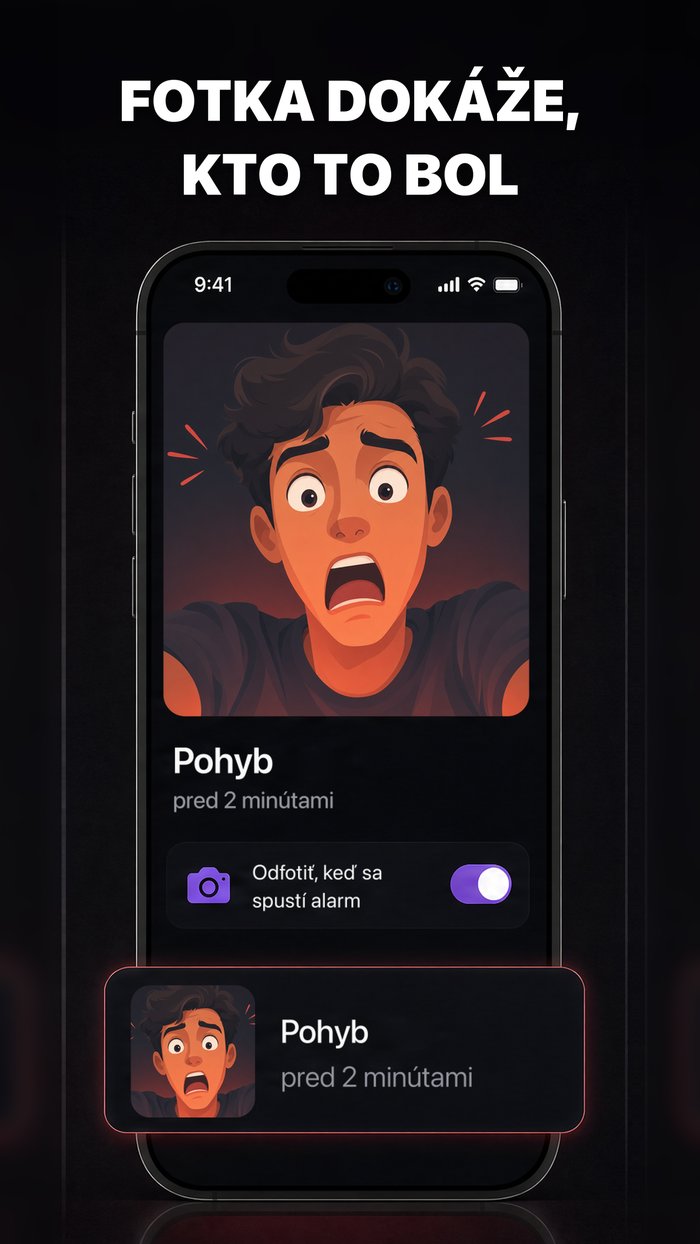 FOTKA DOKÁŽE,
KTO TO BOL
9:41
Pohyb
pred 2 minútami
Odfotiť, keď sa
spustí alarm
Pohyb
pred 2 minútami